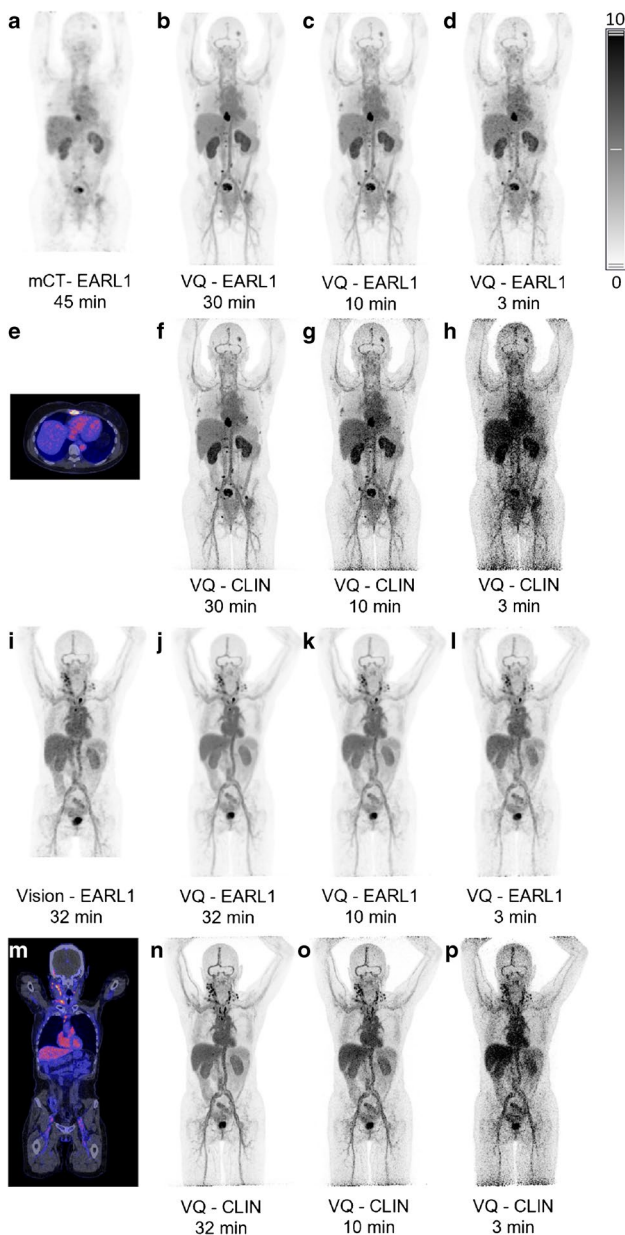 a
b
c
d
10
0
mCT- EARL1
45 min
VQ - EARL1
30 min
VQ - EARL1
10 min
VQ - EARL1
3 min
e
f
g
h
VQ - CLIN
30 min
VQ - CLIN
10 min
VQ - CLIN
3 min
i
j
k
l
Vision - EARL1
32 min
VQ - EARL1
32 min
VQ - EARL1
10 min
VQ - EARL1
3 min
m
n
o
p
VQ - CLIN
32 min
VQ - CLIN
10 min
VQ - CLIN
3 min